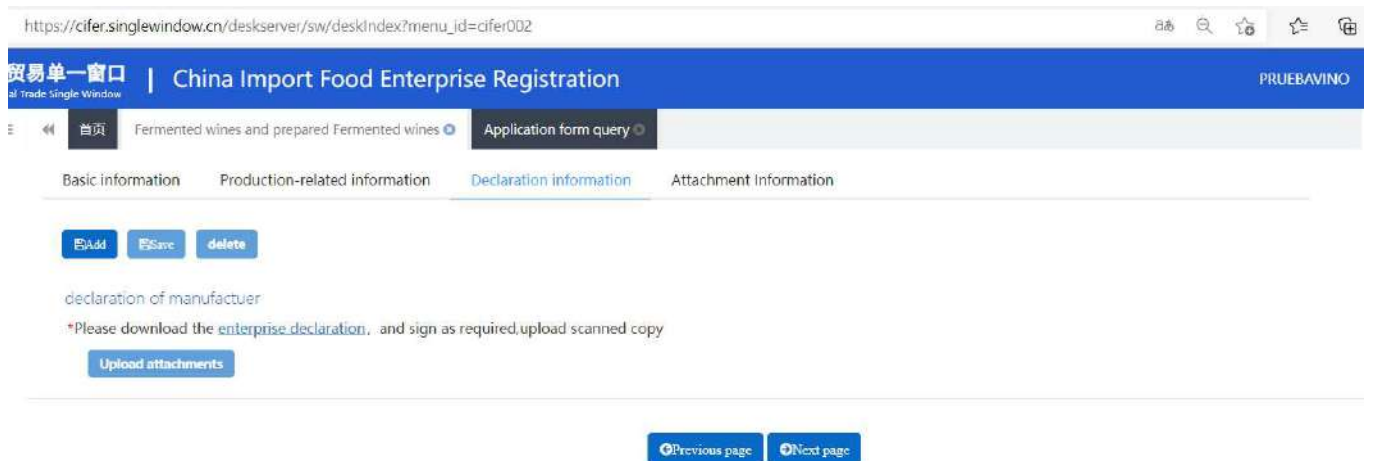 https://cifer.singlewindow.cn/deskserver/sw/deskIndex?menu_id=cifer002
贸易单一窗口 | China Import Food Enterprise Registration PRUEBAVINO
al Trade Single Window
首页 Fermented wines and prepared Fermented wines Application form query
Basic information Production-related information Declaration information Attachment Information
Add Save delete
declaration of manufactuer
*Please download the enterprise declaration, and sign as required,upload scanned copy
Upload attachments
Previous page Next page